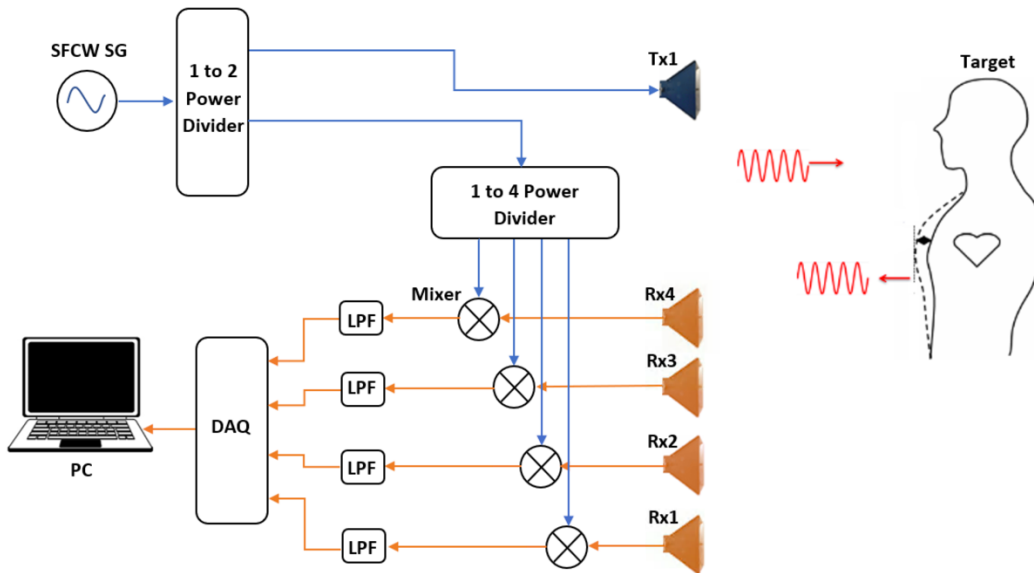 SFCW SG
1 to 2
Power
Divider
Tx1
Target
1 to 4 Power
Divider
Mixer
Rx4
LPF
Rx3
LPF
DAQ
PC
Rx2
LPF
Rx1
LPF